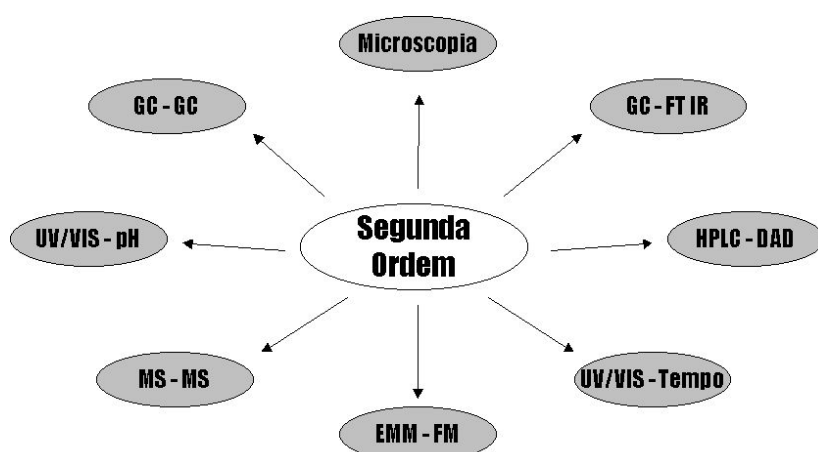 Microscopia
GC - GC
GC - FT IR
UV/VIS - pH
Segunda
Ordem
HPLC - DAD
MS - MS
UV/VIS - Tempo
EMM - FM